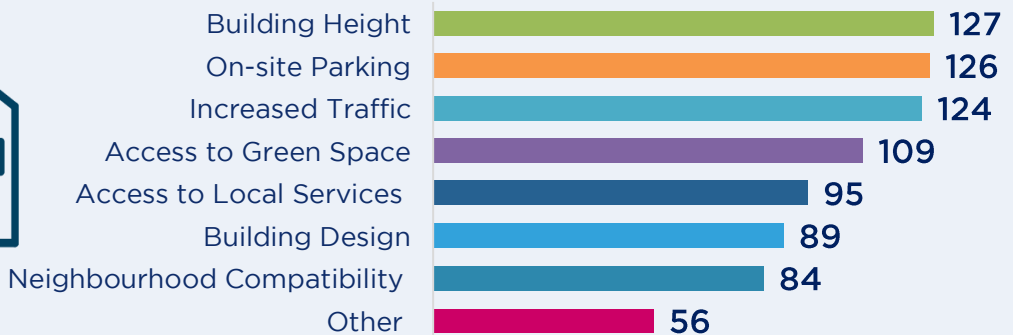 Building Height 127
On-site Parking 126
Increased Traffic 124
Access to Green Space 109
Access to Local Services 95
Building Design 89
Neighbourhood Compatibility 84
Other 56